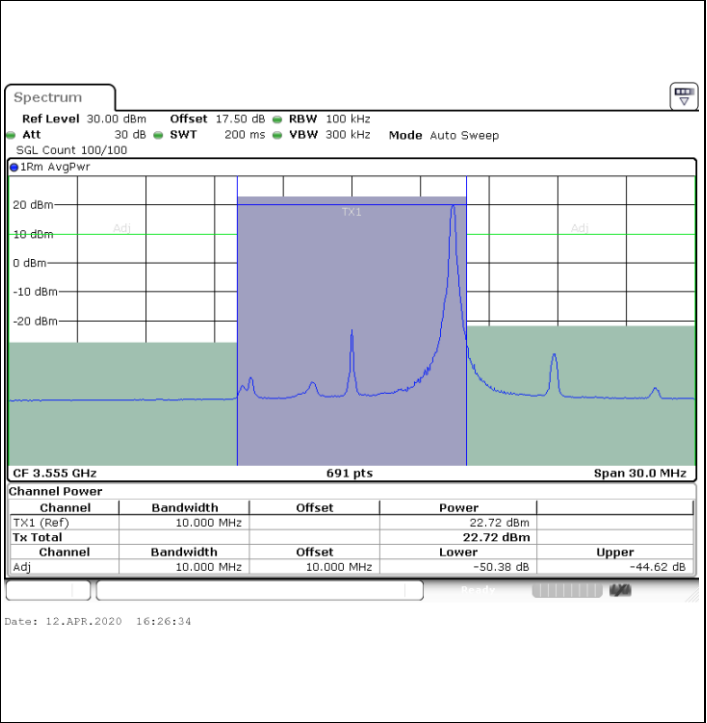 Spectrum
Ref Level 30.00 dBm Offset 17.50 dB RBW 100 kHz
Att 30 dB SWT 200 ms VBW 300 kHz Mode Auto Sweep
SGL Count 100/100
1Rm AvgPwr
20 dBm
TX1
Adj Adj
10 dBm
0 dBm
-10 dBm
-20 dBm
CF 3.555 GHz 691 pts Span 30.0 MHz
Channel Power
Channel Bandwidth Offset Power
TX1 (Ref) 10.000 MHz 22.72 dBm
Tx Total 22.72 dBm
Channel Bandwidth Offset Lower Upper
Adj 10.000 MHz 10.000 MHz -50.38 dB -44.62 dB
Ready
Date: 12.APR.2020 16:26:34